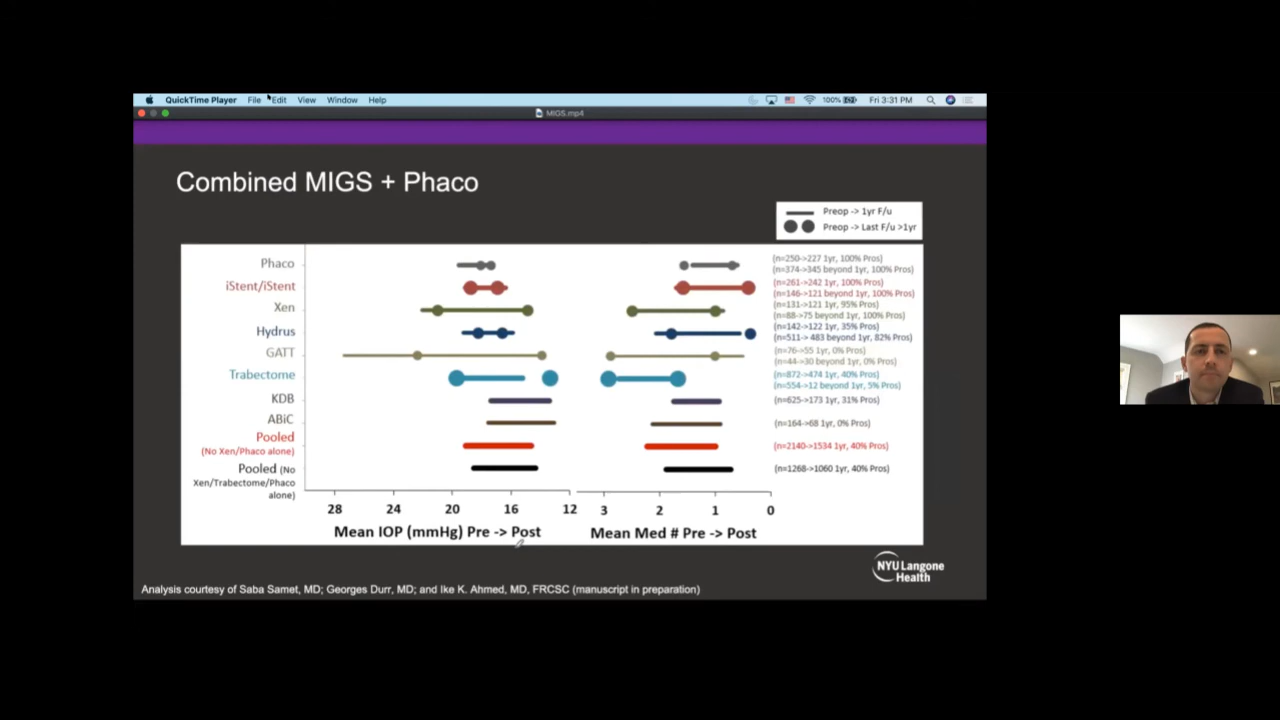 QuickTime Player File Edit View Window Help 100% Fri 3:31 PM
MIGS.mp4
Combined MIGS + Phaco
Preop -> 1yr F/u
Preop -> Last F/u >1yr
Phaco
(n=250->227 1yr, 100% Pros)
(n=374->345 beyond 1yr, 100% Pros)
iStent/iStent
(n=261->242 1yr, 100% Pros)
(n=146->121 beyond 1yr, 100% Pros)
Xen
(n=131->121 1yr, 95% Pros)
(n=88->75 beyond 1yr, 100% Pros)
Hydrus
(n=142->122 1yr, 35% Pros)
(n=511-> 483 beyond 1yr, 82% Pros)
GATT
(n=76->55 1yr, 0% Pros)
(n=44->30 beyond 1yr, 0% Pros)
Trabectome
(n=872->474 1yr, 40% Pros)
(n=554->12 beyond 1yr, 5% Pros)
KDB
(n=625->173 1yr, 31% Pros)
ABiC
(n=164->68 1yr, 0% Pros)
Pooled
(No Xen/Phaco alone)
(n=2140->1534 1yr, 40% Pros)
Pooled (No
Xen/Trabectome/Phaco
alone)
(n=1268->1060 1yr, 40% Pros)
28 24 20 16 12 3 2 1 0
Mean IOP (mmHg) Pre -> Post
Mean Med # Pre -> Post
NYU Langone
Health
Analysis courtesy of Saba Samet, MD; Georges Durr, MD; and Ike K. Ahmed, MD, FRCSC (manuscript in preparation)